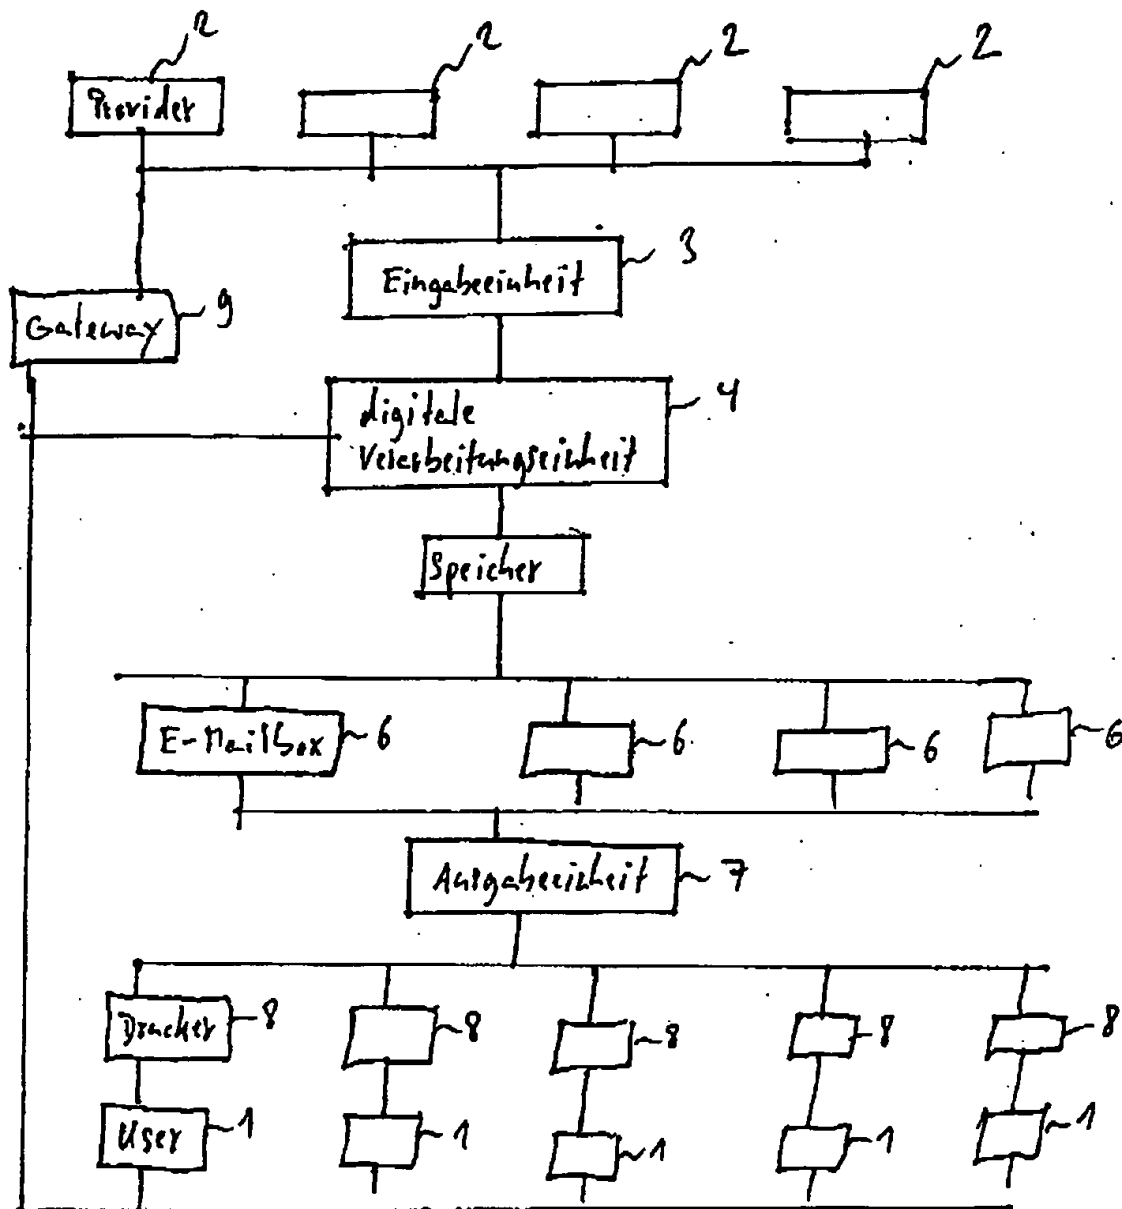 2 2 2 2
Provider
3
Eingabeeinheit
9
Gateway
4
digitale
Verarbeitungseinheit
Speicher
E-Mailbox 6 6 6 6
Ausgabeeinheit 7
Drucker 8 8 8 8 8
User 1 1 1 1 1